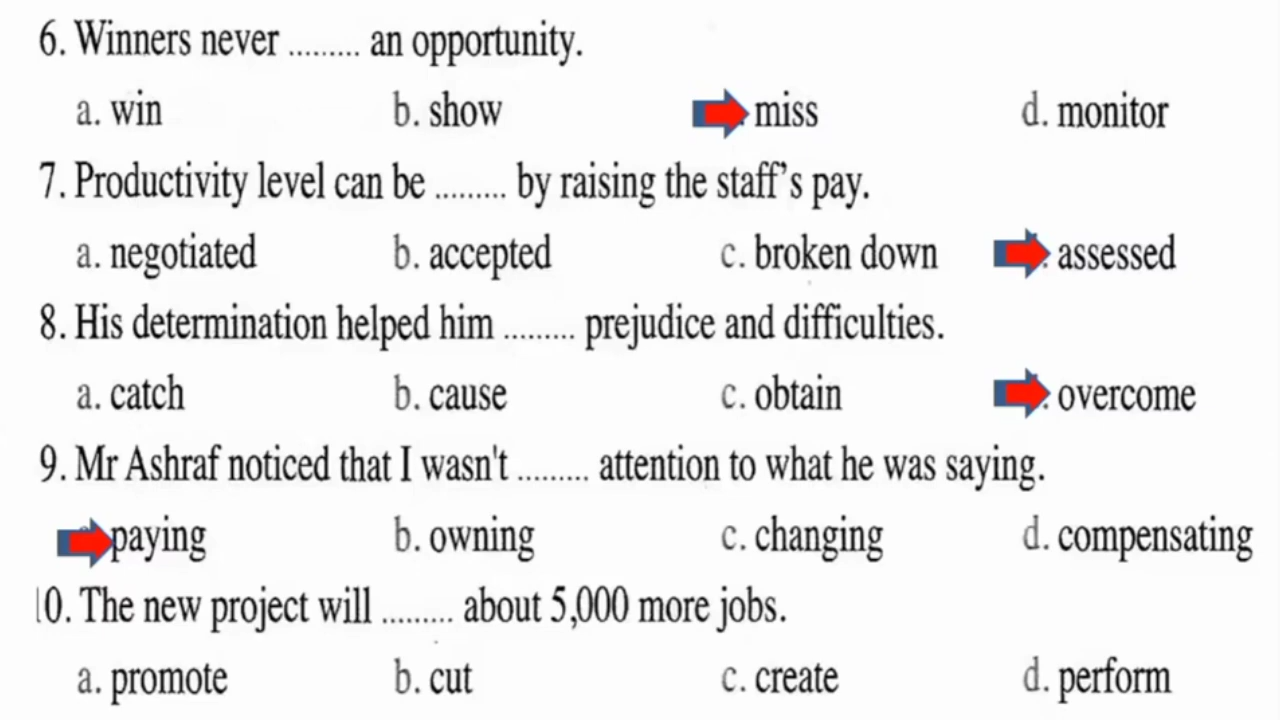 6. Winners never ......... an opportunity.
a. win b. show miss d. monitor
7. Productivity level can be ......... by raising the staff's pay.
a. negotiated b. accepted c. broken down assessed
8. His determination helped him ......... prejudice and difficulties.
a. catch b. cause c. obtain overcome
9. Mr Ashraf noticed that I wasn't ......... attention to what he was saying.
paying b. owning c. changing d. compensating
10. The new project will ......... about 5,000 more jobs.
a. promote b. cut c. create d. perform